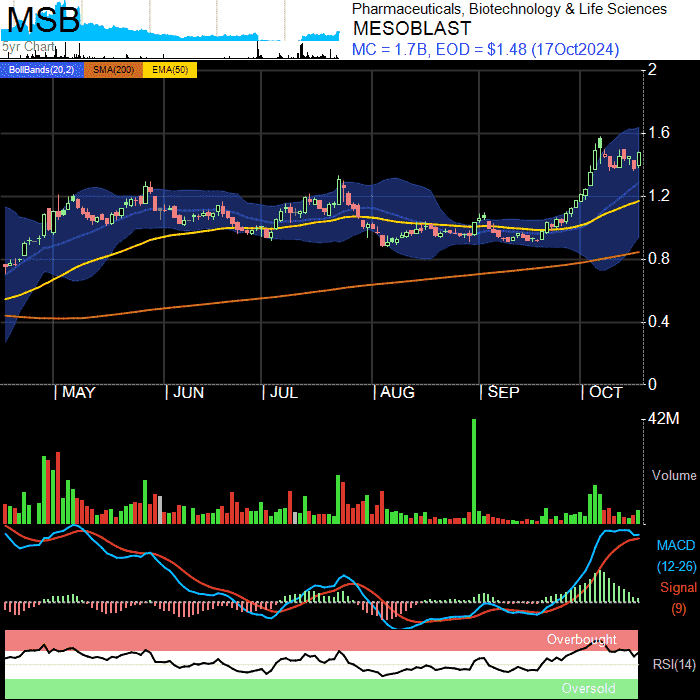 MSB
5yr Chart
Pharmaceuticals, Biotechnology & Life Sciences
MESOBLAST
MC = 1.7B, EOD = $1.48 (17Oct2024)
BollBands(20,2) SMA(200) EMA(50)
2
1.6
1.2
0.8
0.4
0
MAY JUN JUL AUG SEP OCT
42M
Volume
MACD
(12-26)
Signal
(9)
Overbought
RSI(14)
Oversold